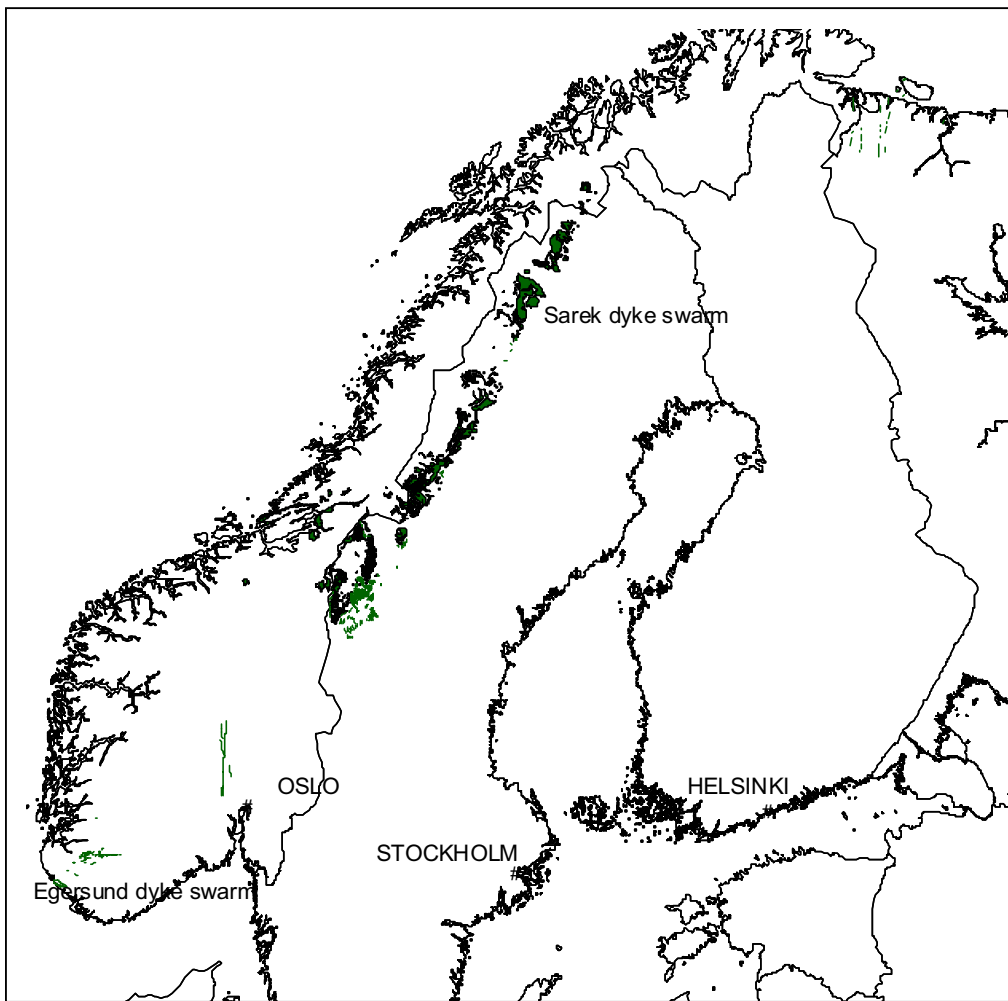 Sarek dyke swarm
OSLO
HELSINKI
STOCKHOLM
Egersund dyke swarm